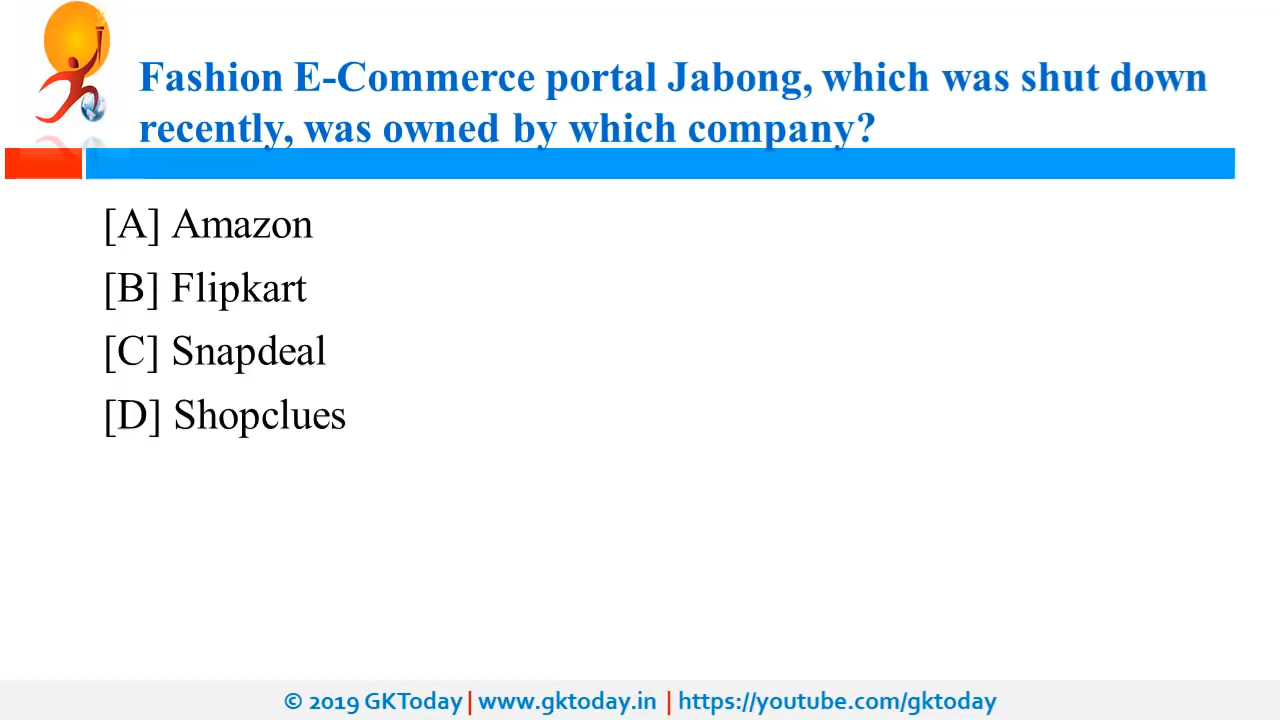 Fashion E-Commerce portal Jabong, which was shut down
recently, was owned by which company?
[A] Amazon
[B] Flipkart
[C] Snapdeal
[D] Shopclues
© 2019 GKToday | www.gktoday.in | https://youtube.com/gktoday